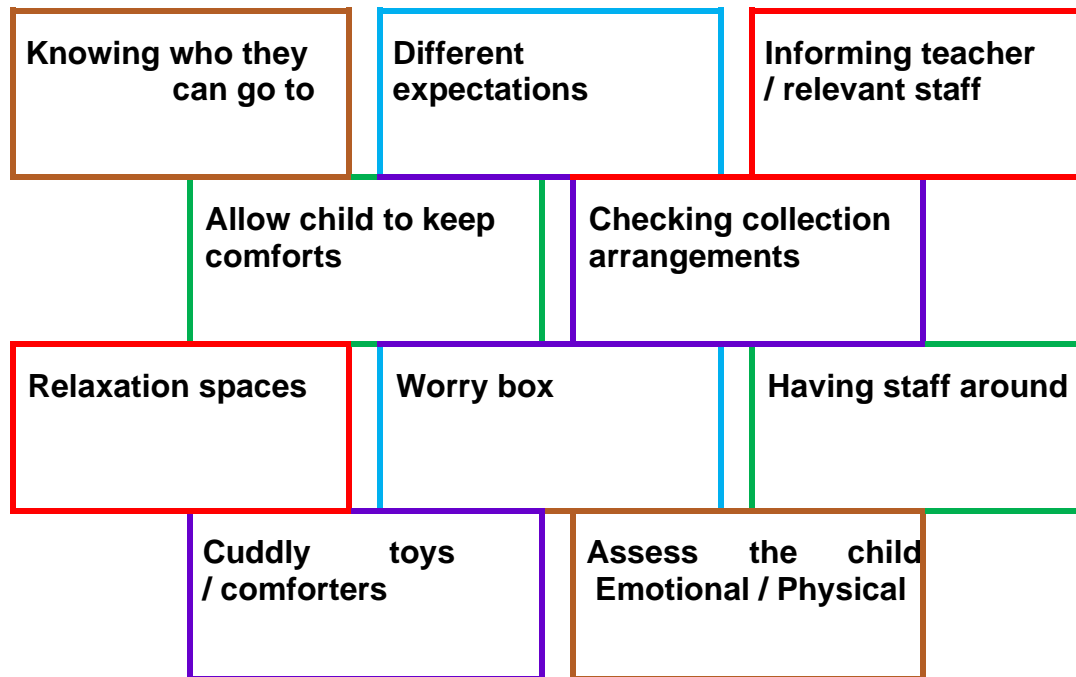 Knowing who they
can go to
Different
expectations
Informing teacher
/ relevant staff
Allow child to keep
comforts
Checking collection
arrangements
Relaxation spaces
Worry box
Having staff around
Cuddly toys
/ comforters
Assess the child
Emotional / Physical